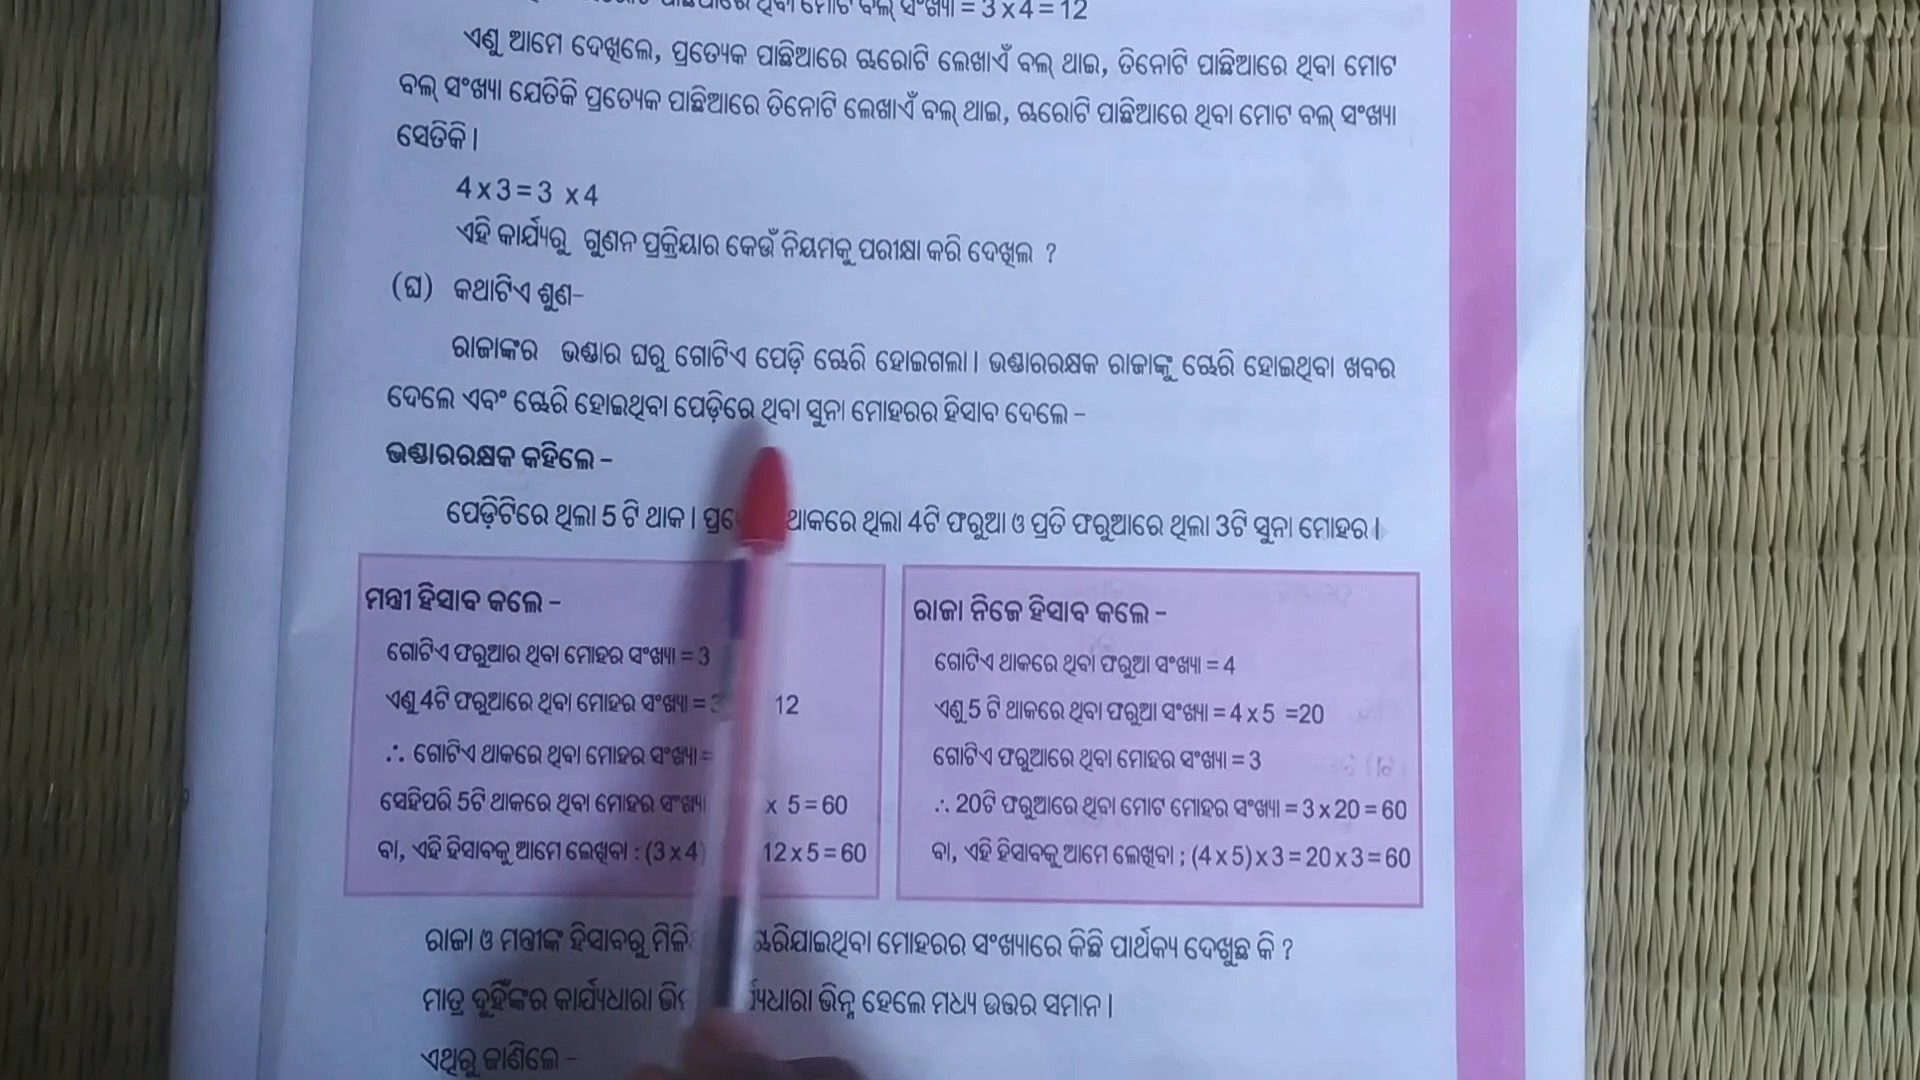 ଥିବା ମୋଟ ବଲ୍ ସଂଖ୍ୟା = 3 x 4 = 12
ଏଣୁ ଆମେ ଦେଖିଲେ, ପ୍ରତ୍ୟେକ ପାଛିଆରେ ଚାରୋଟି ଲେଖାଏଁ ବଲ୍ ଥାଇ, ତିନୋଟି ପାଛିଆରେ ଥିବା ମୋଟ
ବଲ୍ ସଂଖ୍ୟା ଯେତିକି ପ୍ରତ୍ୟେକ ପାଛିଆରେ ତିନୋଟି ଲେଖାଏଁ ବଲ୍ ଥାଇ, ଚାରୋଟି ପାଛିଆରେ ଥିବା ମୋଟ ବଲ୍ ସଂଖ୍ୟା
ସେତିକି ।
4 x 3 = 3 x 4
ଏହି କାର୍ଯ୍ୟରୁ ଗୁଣନ ପ୍ରକ୍ରିୟାର କେଉଁ ନିୟମକୁ ପରୀକ୍ଷା କରି ଦେଖିଲ ?
(ଘ) କଥାଟିଏ ଶୁଣ–
ରାଜାଙ୍କର ଭଣ୍ଡାର ଘରୁ ଗୋଟିଏ ପେଡ଼ି ଚୋରି ହୋଇଗଲା । ଭଣ୍ଡାରରକ୍ଷକ ରାଜାଙ୍କୁ ଚୋରି ହୋଇଥିବା ଖବର
ଦେଲେ ଏବଂ ଚୋରି ହୋଇଥିବା ପେଡ଼ିରେ ଥିବା ସୁନା ମୋହରର ହିସାବ ଦେଲେ –
ଭଣ୍ଡାରରକ୍ଷକ କହିଲେ –
ପେଡ଼ିଟିରେ ଥିଲା 5 ଟି ଥାକ । ଥାକରେ ଥିଲା 4ଟି ଫରୁଆ ଓ ପ୍ରତି ଫରୁଆରେ ଥିଲା 3ଟି ସୁନା ମୋହର ।
ମନ୍ତ୍ରୀ ହିସାବ କଲେ –
ଗୋଟିଏ ଫରୁଆର ଥିବା ମୋହର ସଂଖ୍ୟା = 3
ଏଣୁ 4ଟି ଫରୁଆରେ ଥିବା ମୋହର ସଂଖ୍ୟା = 3 12
∴ ଗୋଟିଏ ଥାକରେ ଥିବା ମୋହର ସଂଖ୍ୟା =
ସେହିପରି 5ଟି ଥାକରେ ଥିବା ମୋହର ସଂଖ୍ୟା x 5 = 60
ବା, ଏହି ହିସାବକୁ ଆମେ ଲେଖିବା : (3 x 4) 12 x 5 = 60
ରାଜା ନିଜେ ହିସାବ କଲେ –
ଗୋଟିଏ ଥାକରେ ଥିବା ଫରୁଆ ସଂଖ୍ୟା = 4
ଏଣୁ 5 ଟି ଥାକରେ ଥିବା ଫରୁଆ ସଂଖ୍ୟା = 4 x 5 =20
ଗୋଟିଏ ଫରୁଆରେ ଥିବା ମୋହର ସଂଖ୍ୟା = 3
∴ 20ଟି ଫରୁଆରେ ଥିବା ମୋଟ ମୋହର ସଂଖ୍ୟା = 3 x 20 = 60
ବା, ଏହି ହିସାବକୁ ଆମେ ଲେଖିବା ; (4 x 5) x 3 = 20 x 3 = 60
ରାଜା ଓ ମନ୍ତ୍ରୀଙ୍କ ହିସାବରୁ ମୋହରର ସଂଖ୍ୟାରେ କିଛି ପାର୍ଥକ୍ୟ ଦେଖୁଛ କି ?
ମାତ୍ର ଦୁହିଁଙ୍କର କାର୍ଯ୍ୟଧାରା ଭିନ୍ନ ହେଲେ ମଧ୍ୟ ଉତ୍ତର ସମାନ ।
ଏଥିରୁ ଜାଣିଲେ –